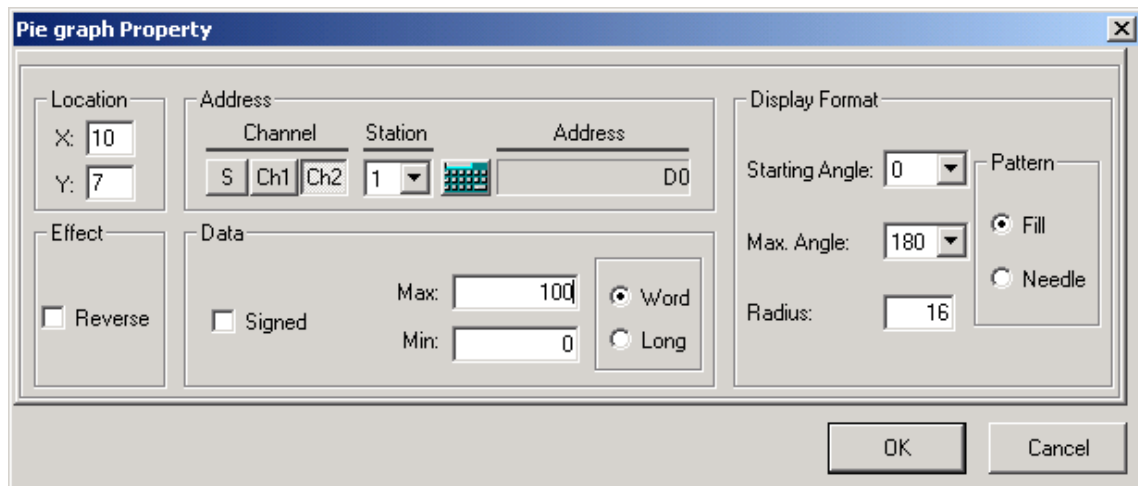 Pie graph Property
Location
X: 10
Y: 7
Address
Channel Station Address
S Ch1 Ch2 1 D0
Effect
Reverse
Data
Signed
Max: 100
Min: 0
Word
Long
Display Format
Starting Angle: 0
Max. Angle: 180
Radius: 16
Pattern
Fill
Needle
OK Cancel